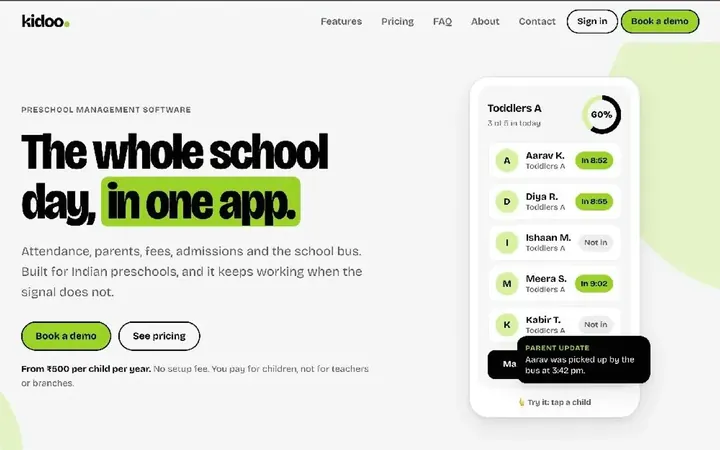 kidoo.
Features Pricing FAQ About Contact Sign in Book a demo
PRESCHOOL MANAGEMENT SOFTWARE
The whole school
day, in one app.
Attendance, parents, fees, admissions and the school bus.
Built for Indian preschools, and it keeps working when the
signal does not.
Book a demo See pricing
From ₹500 per child per year. No setup fee. You pay for children, not for teachers
or branches.
Toddlers A
3 of 5 in today
60%
A Aarav K. In 8:52
Toddlers A
D Diya R. In 8:55
Toddlers A
I Ishaan M. Not in
Toddlers A
M Meera S. In 9:02
Toddlers A
K Kabir T. Not in
Toddlers A
Ma
PARENT UPDATE
Aarav was picked up by the
bus at 3:42 pm.
Try it: tap a child